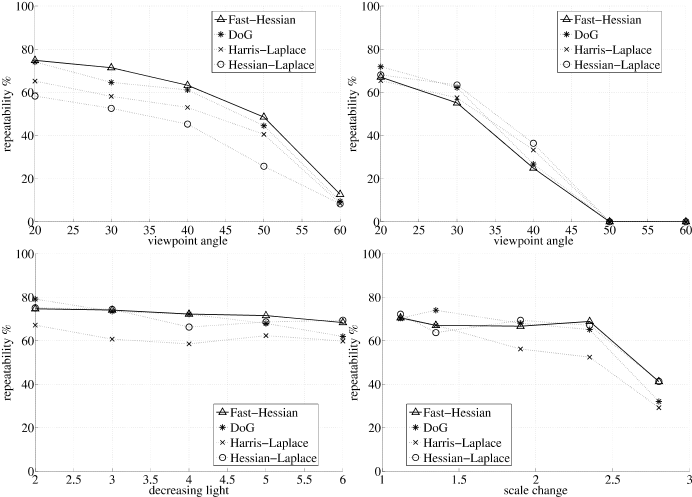 100
80
60
40
20
0
repeatability %
Fast−Hessian
DoG
Harris−Laplace
Hessian−Laplace
20 25 30 35 40 45 50 55 60
viewpoint angle
100
80
60
40
20
0
repeatability %
Fast−Hessian
DoG
Harris−Laplace
Hessian−Laplace
20 25 30 35 40 45 50 55 60
viewpoint angle
100
80
60
40
20
0
repeatability %
Fast−Hessian
DoG
Harris−Laplace
Hessian−Laplace
2 2.5 3 3.5 4 4.5 5 5.5 6
decreasing light
100
80
60
40
20
0
repeatability %
Fast−Hessian
DoG
Harris−Laplace
Hessian−Laplace
1 1.5 2 2.5 3
scale change